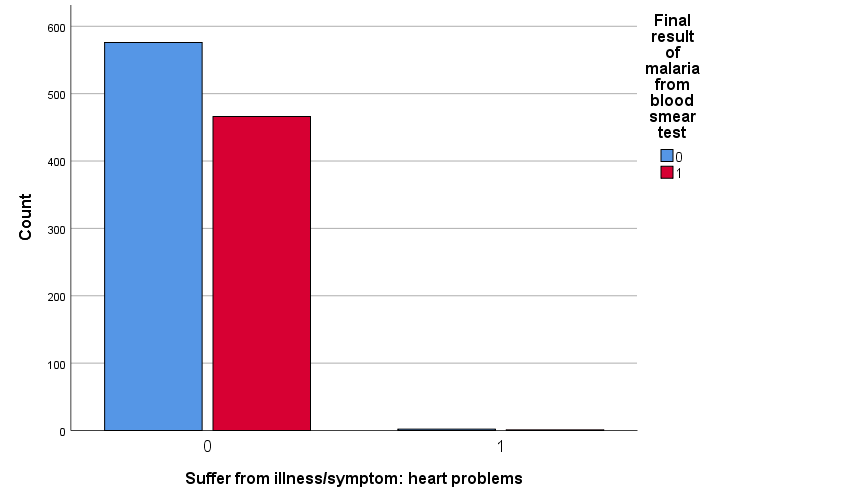 600
500
400
300
200
100
0
Count
0
1
Suffer from illness/symptom: heart problems
Final
result
of
malaria
from
blood
smear
test
0
1